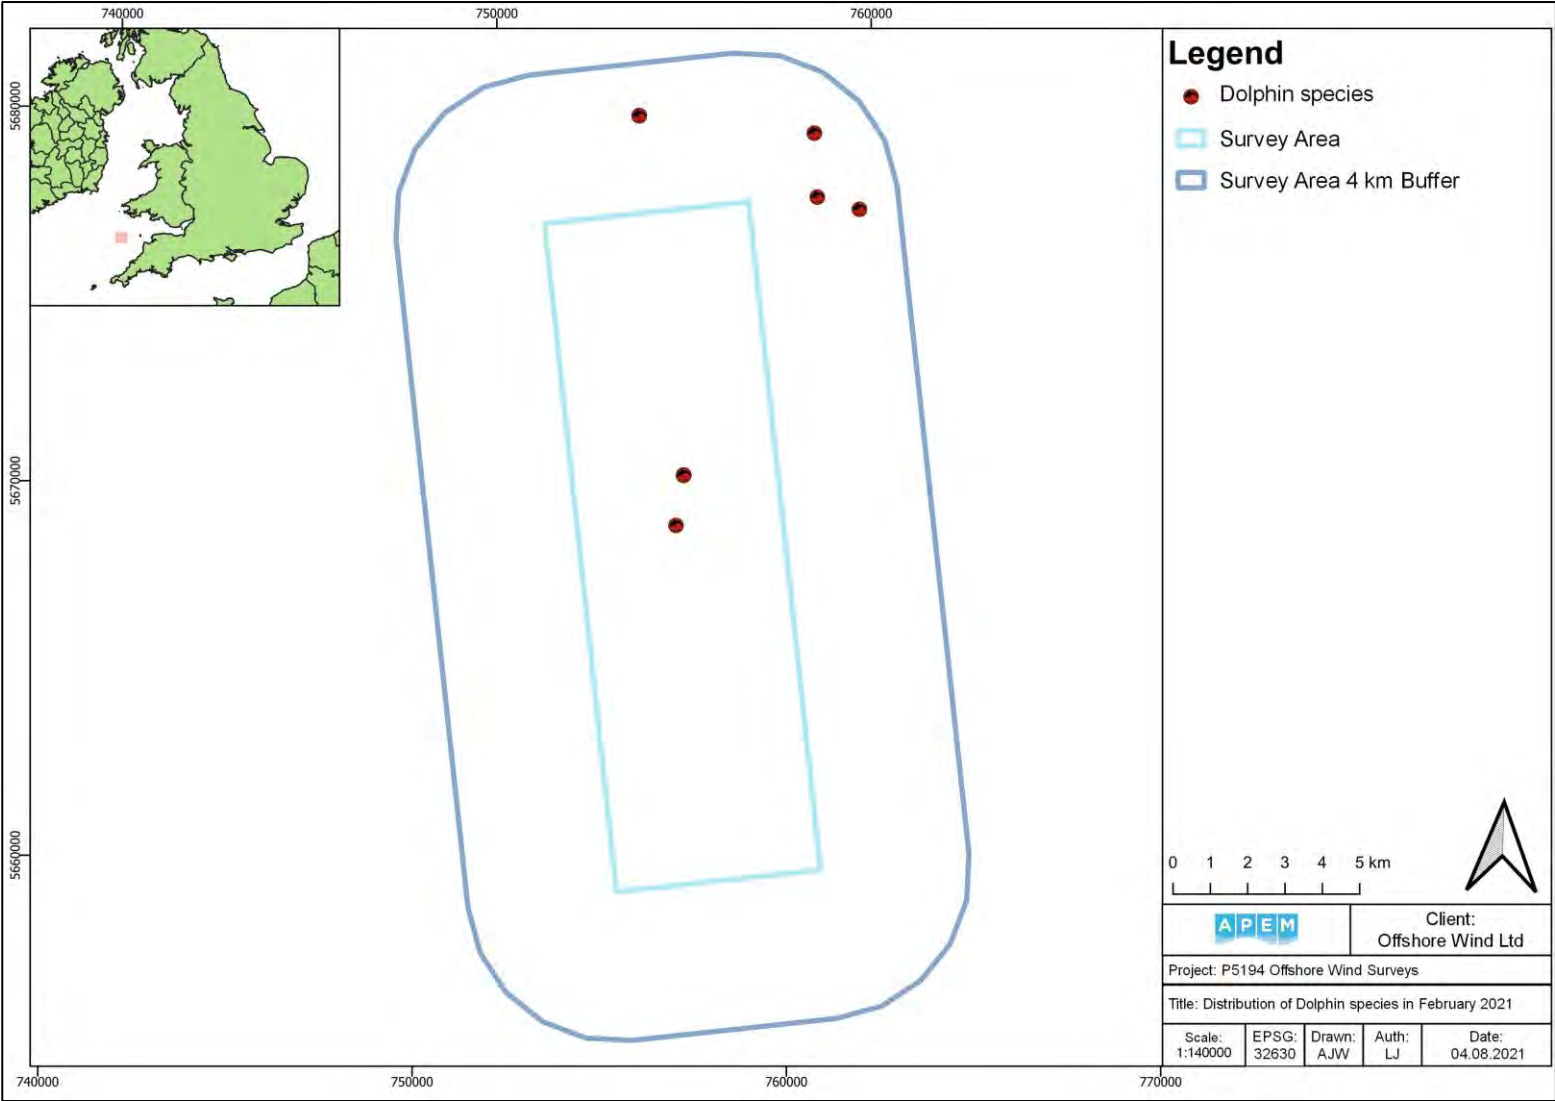 740000
750000
760000
5680000
5670000
5660000
740000
750000
760000
770000
Legend
Dolphin species
Survey Area
Survey Area 4 km Buffer
0 1 2 3 4 5 km
APEM
Client:
Offshore Wind Ltd
Project: P5194 Offshore Wind Surveys
Title: Distribution of Dolphin species in February 2021
Scale:
1:140000
EPSG:
32630
Drawn:
AJW
Auth:
LJ
Date:
04.08.2021